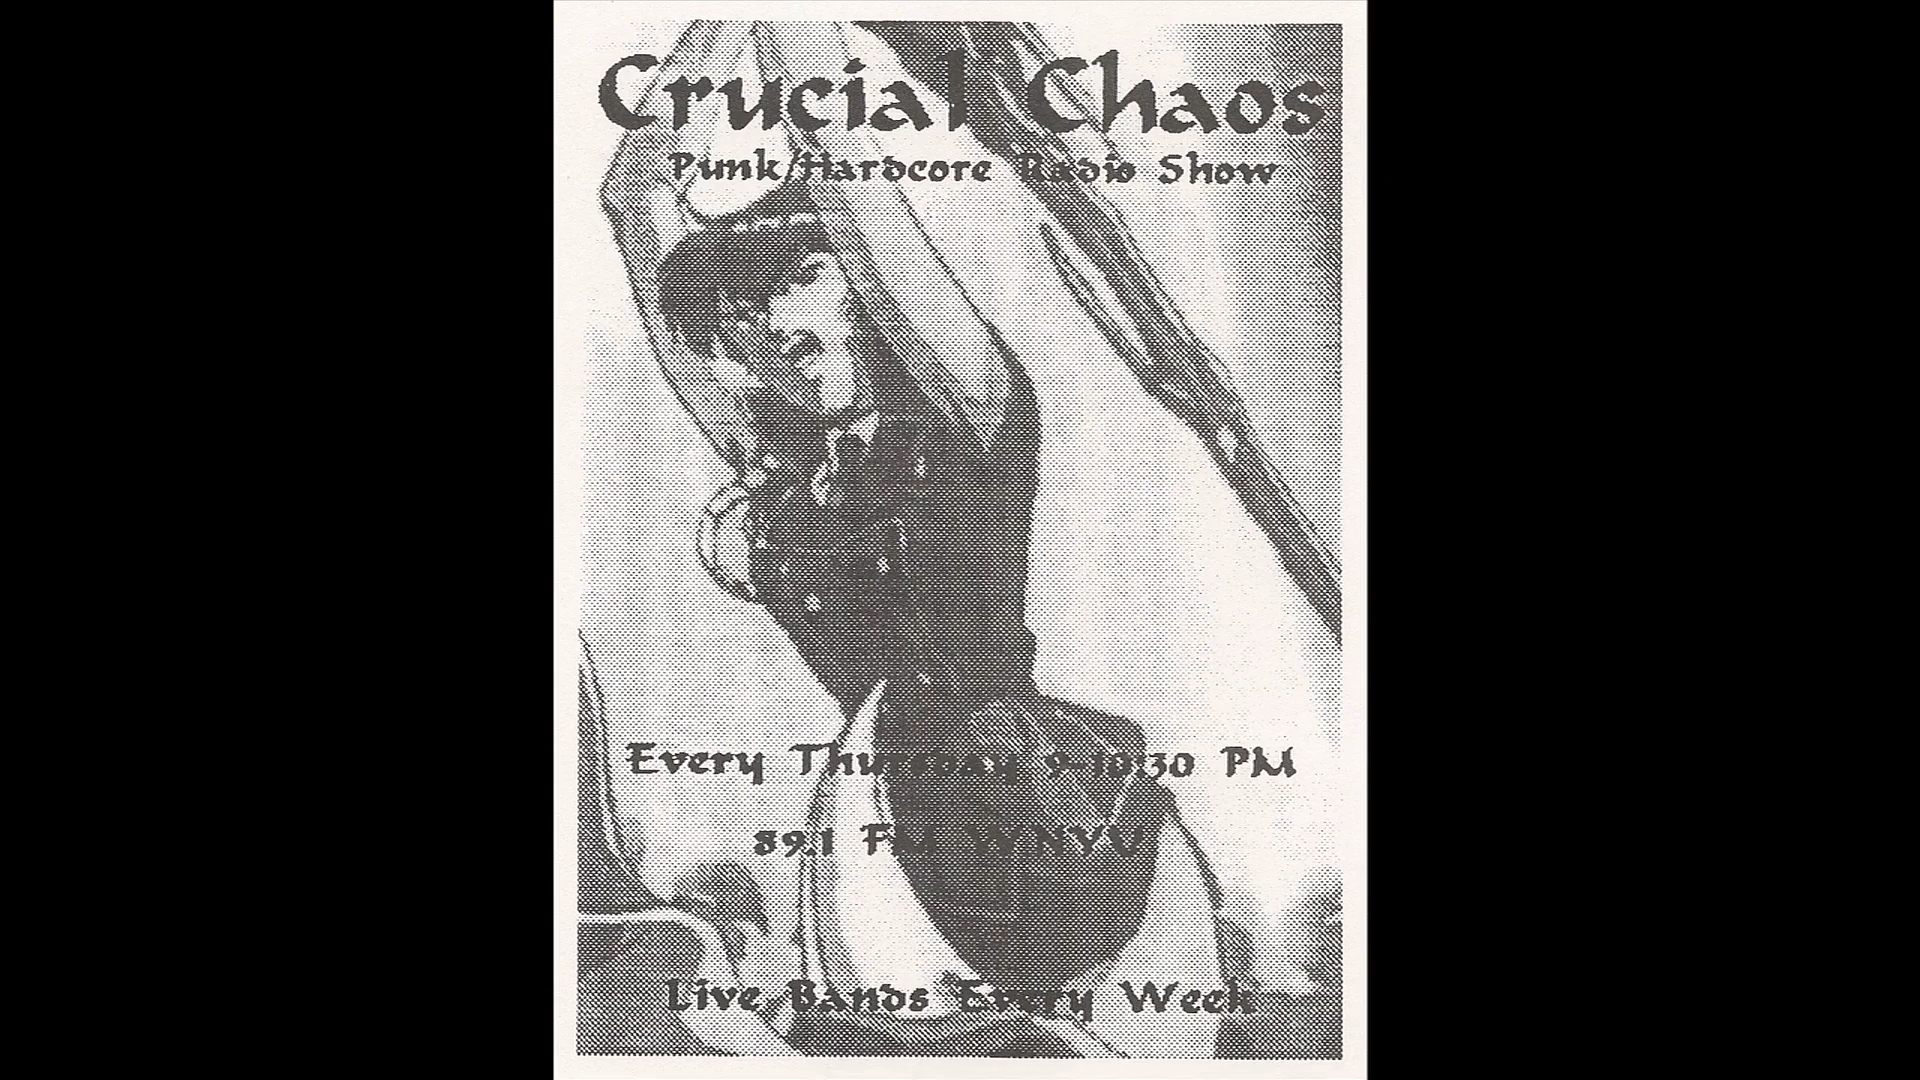 Crucial Chaos
Punk/Hardcore Radio Show
Every Thursday 9-10:30 PM
89.1 FM WNYU
Live Bands Every Week